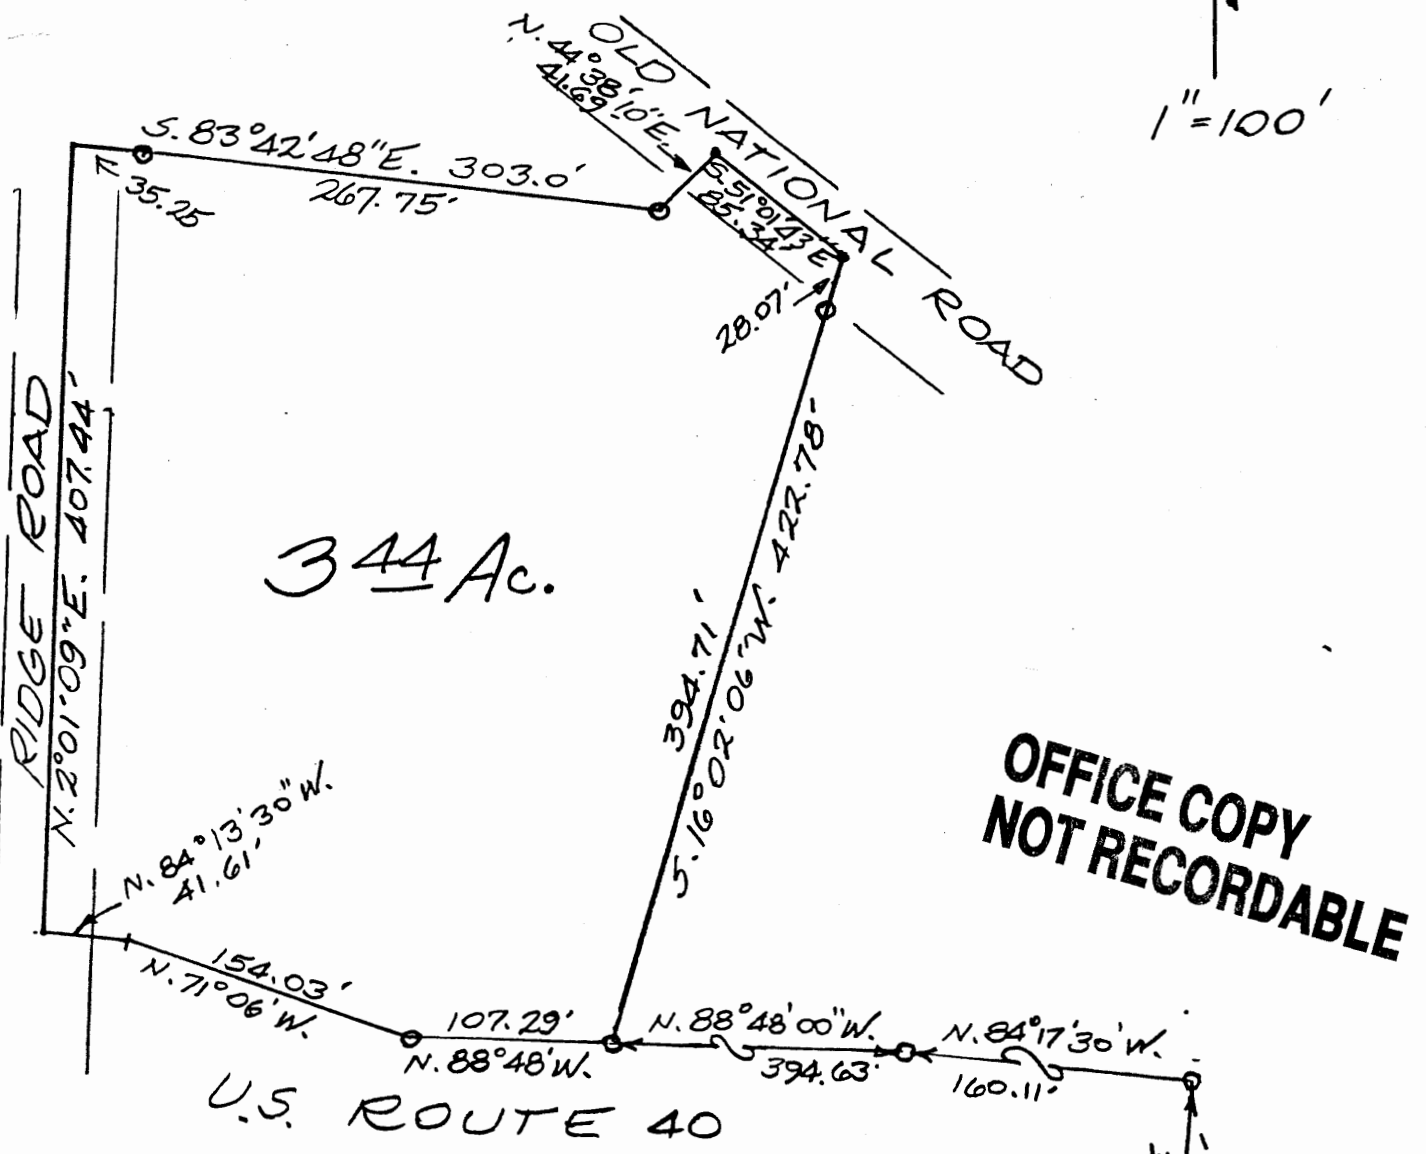 N. 44°38'10"E.
41.69
OLD NATIONAL ROAD
1"=100'
S. 83°42'48"E. 303.0'
267.75'
35.25
S.51°01'43"E
85.34'
28.07'
RIDGE ROAD
N.2°01'09"E. 407.44'
3 44 Ac.
394.71'
S.16°02'06"W. 422.78'
OFFICE COPY
NOT RECORDABLE
N. 84°13'30"W.
41.61'
154.03'
N.71°06'W.
107.29'
N.88°48'W.
N.88°48'00"W.
394.63'
N.84°17'30'W.
160.11'
U.S. ROUTE 40